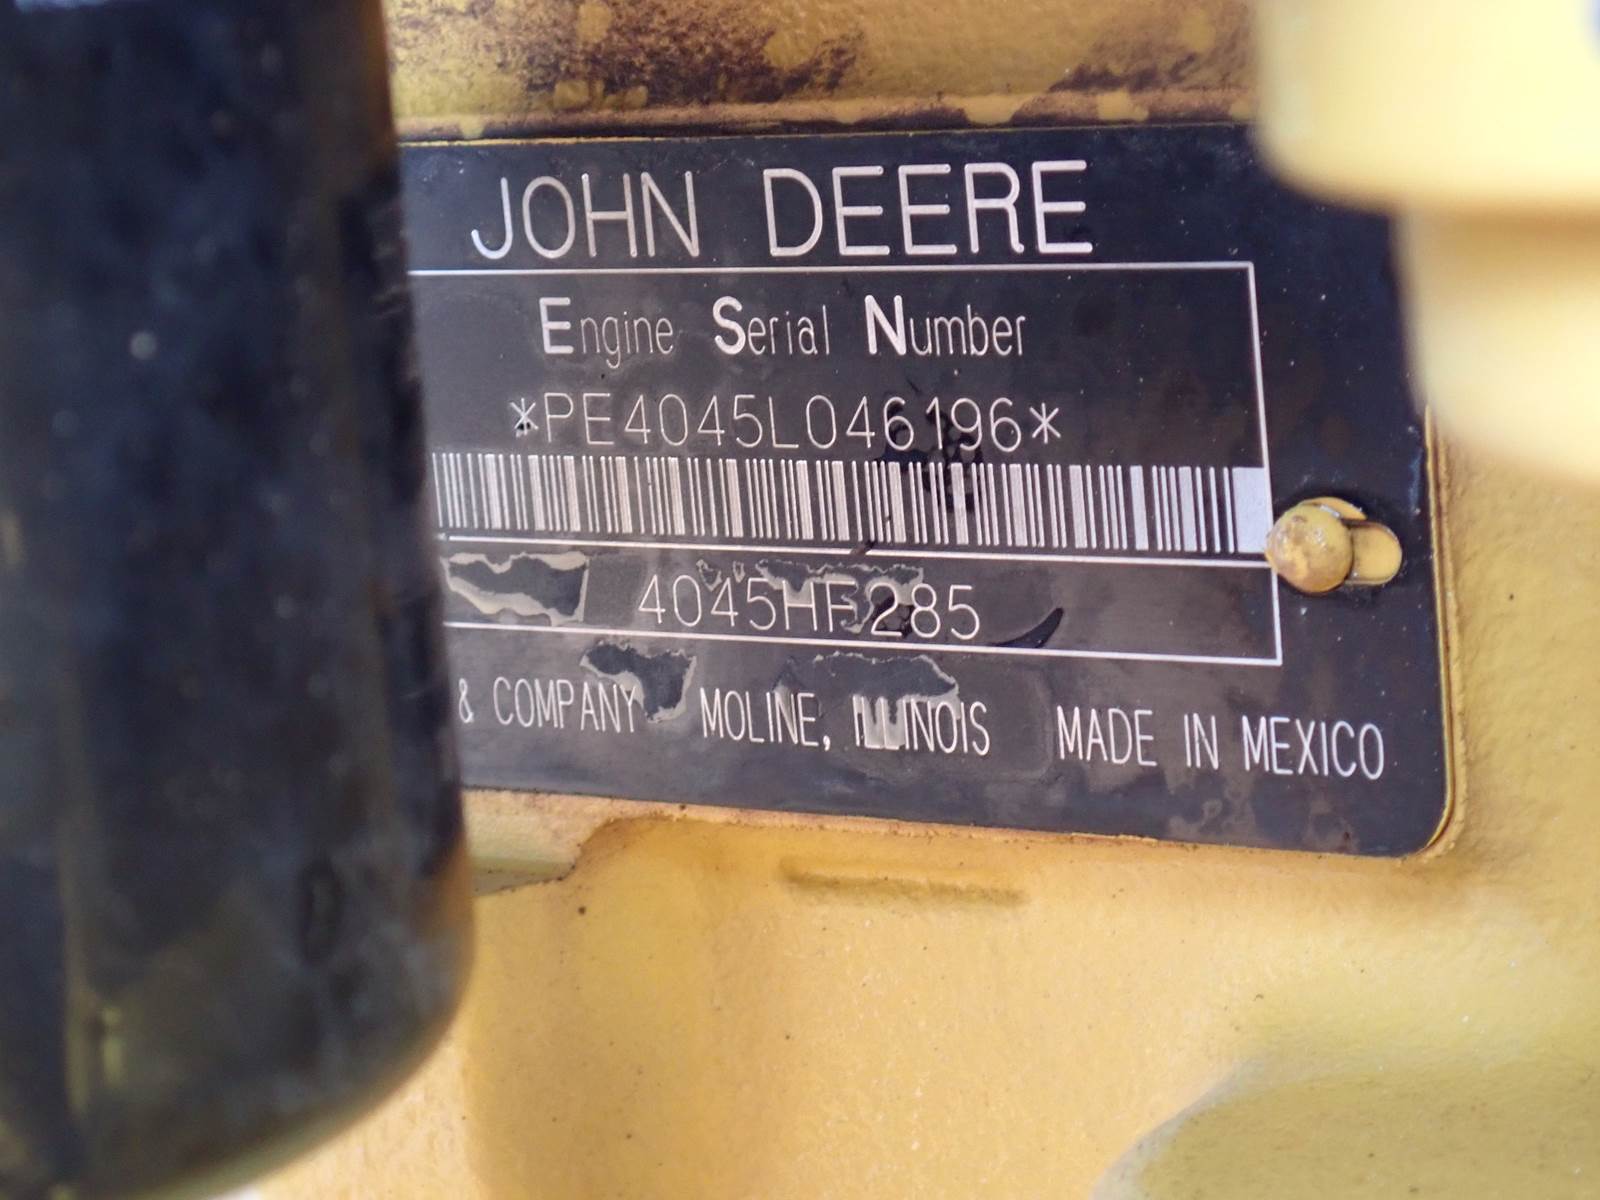 JOHN DEERE
Engine Serial Number
*PE4045L046196*
4045HF285
& COMPANY MOLINE, ILLINOIS MADE IN MEXICO